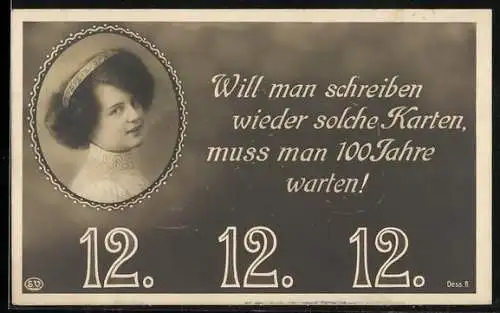 Will man schreiben
wieder solche Karten,
muss man 100 Jahre
warten!
12. 12. 12.
Dess. 8